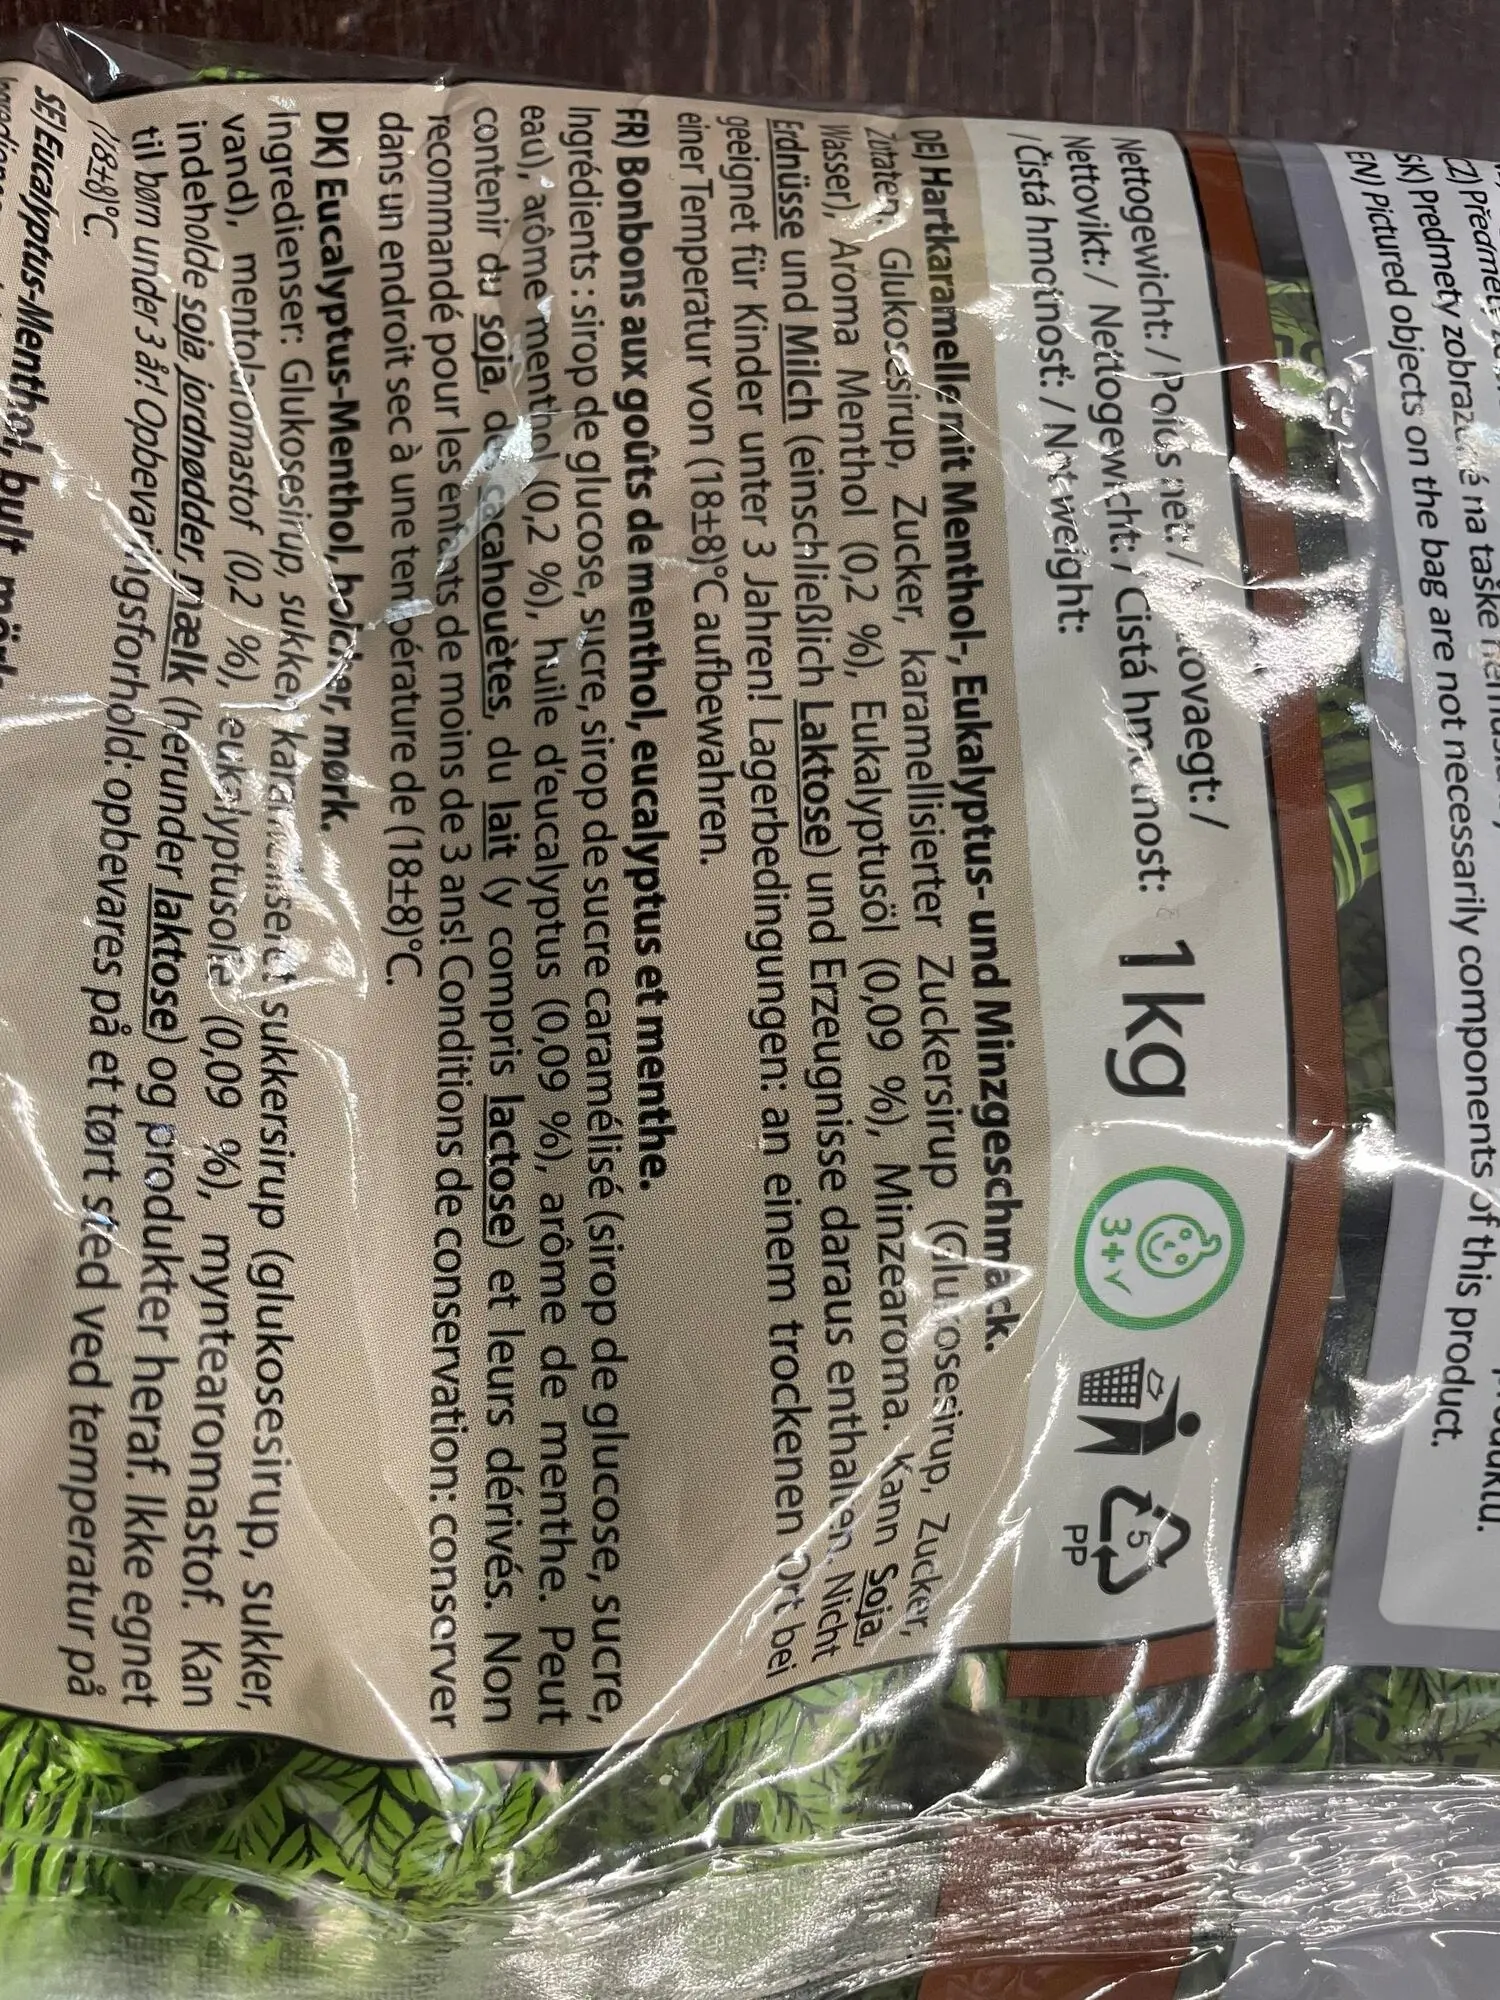 CZ) Předmět
SK) Predmety zobrazené na taške
EN) Pictured objects on the bag are not necessarily components of this product.
Nettogewicht: / Poids net: /
Nettovikt: / Nettogewicht: / Čistá hmotnost:
/ Čistá hmotnosť: / Net weight:
1 kg
3+
5
PP
DE) Hartkaramelle mit Menthol-, Eukalyptus- und Minzgeschmack.
Zutaten: Glukosesirup, Zucker, karamellisierter Zuckersirup (Glukosesirup, Zucker,
Wasser), Aroma Menthol (0,2 %), Eukalyptusöl (0,09 %), Minzearoma. Kann Soja,
Erdnüsse und Milch (einschließlich Laktose) und Erzeugnisse daraus enthalten. Nicht
geeignet für Kinder unter 3 Jahren! Lagerbedingungen: an einem trockenen Ort bei
einer Temperatur von (18±8)°C aufbewahren.
FR) Bonbons aux goûts de menthol, eucalyptus et menthe.
Ingrédients : sirop de glucose, sucre, sirop de sucre caramélisé (sirop de glucose, sucre,
eau), arôme menthol (0,2 %), huile d'eucalyptus (0,09 %), arôme de menthe. Peut
contenir du soja, des cacahouètes, du lait (y compris lactose) et leurs dérivés. Non
recommandé pour les enfants de moins de 3 ans! Conditions de conservation: conserver
dans un endroit sec à une température de (18±8)°C.
DK) Eucalyptus-Menthol, bolcher, mørk.
Ingredienser: Glukosesirup, sukker, karamelliseret sukkersirup (glukosesirup, sukker,
vand), mentolaromastof (0,2 %), eukalyptusolie (0,09 %), myntearomastof. Kan
indeholde soja, jordnødder, mælk (herunder laktose) og produkter heraf. Ikke egnet
til børn under 3 år! Opbevaringsforhold: opbevares på et tørt sted ved temperatur på
(18±8)°C.
SE) Eucalyptus-Menthol, bult